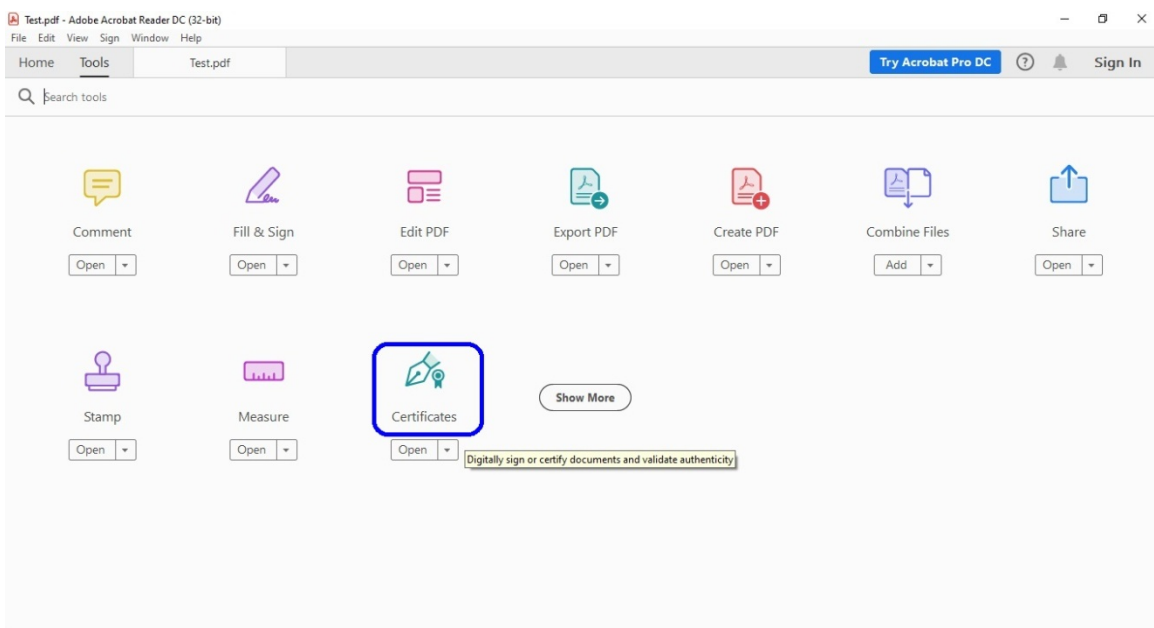 Test.pdf - Adobe Acrobat Reader DC (32-bit)
File Edit View Sign Window Help
Home Tools Test.pdf Try Acrobat Pro DC ? Sign In
Search tools
Comment Fill & Sign Edit PDF Export PDF Create PDF Combine Files Share
Open Open Open Open Open Add Open
Stamp Measure Certificates Show More
Open Open Open
Digitally sign or certify documents and validate authenticity